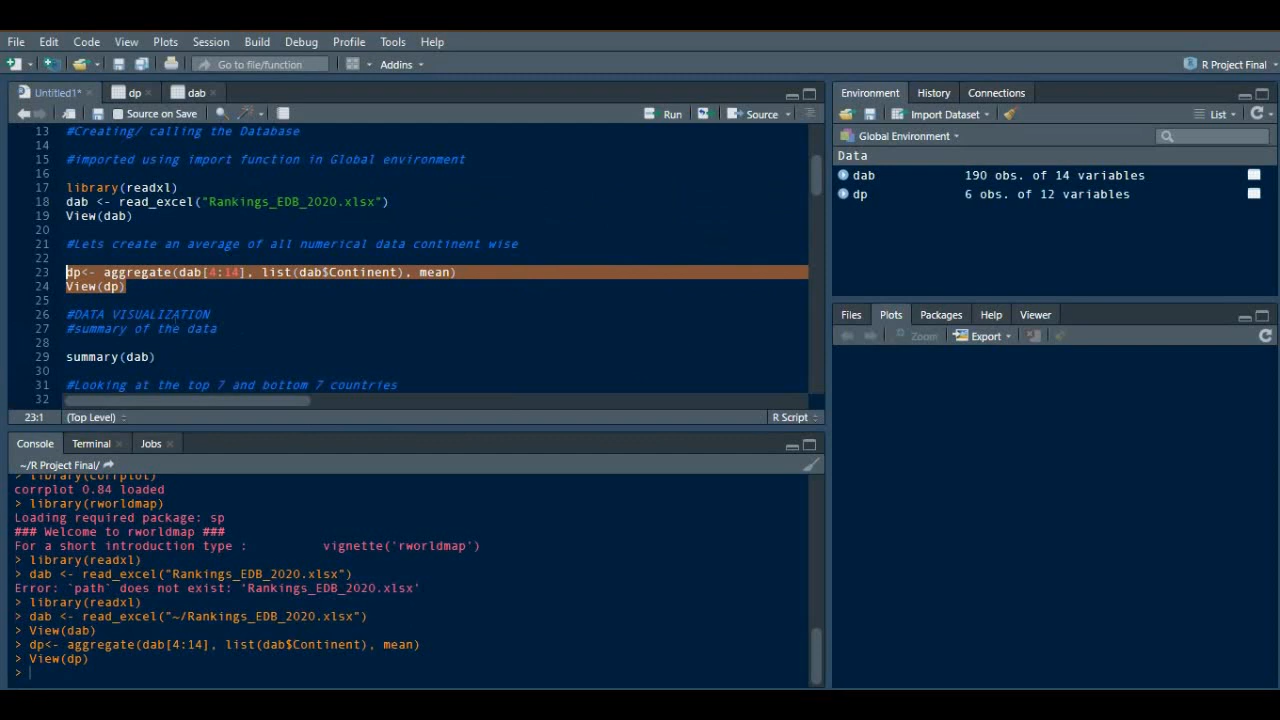 File Edit Code View Plots Session Build Debug Profile Tools Help
Go to file/function Addins R Project Final
Untitled1* dp dab
Source on Save Run Source
13 #Creating/ calling the Database
14
15 #imported using import function in Global environment
16
17 library(readxl)
18 dab <- read_excel("Rankings_EDB_2020.xlsx")
19 View(dab)
20
21 #Lets create an average of all numerical data continent wise
22
23 dp<- aggregate(dab[4:14], list(dab$Continent), mean)
24 View(dp)
25
26 #DATA VISUALIZATION
27 #summary of the data
28
29 summary(dab)
30
31 #Looking at the top 7 and bottom 7 countries
32
23:1 (Top Level) R Script
Console Terminal Jobs
~/R Project Final/
> library(corrplot)
corrplot 0.84 loaded
> library(rworldmap)
Loading required package: sp
### Welcome to rworldmap ###
For a short introduction type : vignette('rworldmap')
> library(readxl)
> dab <- read_excel("Rankings_EDB_2020.xlsx")
Error: `path` does not exist: 'Rankings_EDB_2020.xlsx'
> library(readxl)
> dab <- read_excel("~/Rankings_EDB_2020.xlsx")
> View(dab)
> dp<- aggregate(dab[4:14], list(dab$Continent), mean)
> View(dp)
>
Environment History Connections
Import Dataset List
Global Environment
Data
dab 190 obs. of 14 variables
dp 6 obs. of 12 variables
Files Plots Packages Help Viewer
Zoom Export